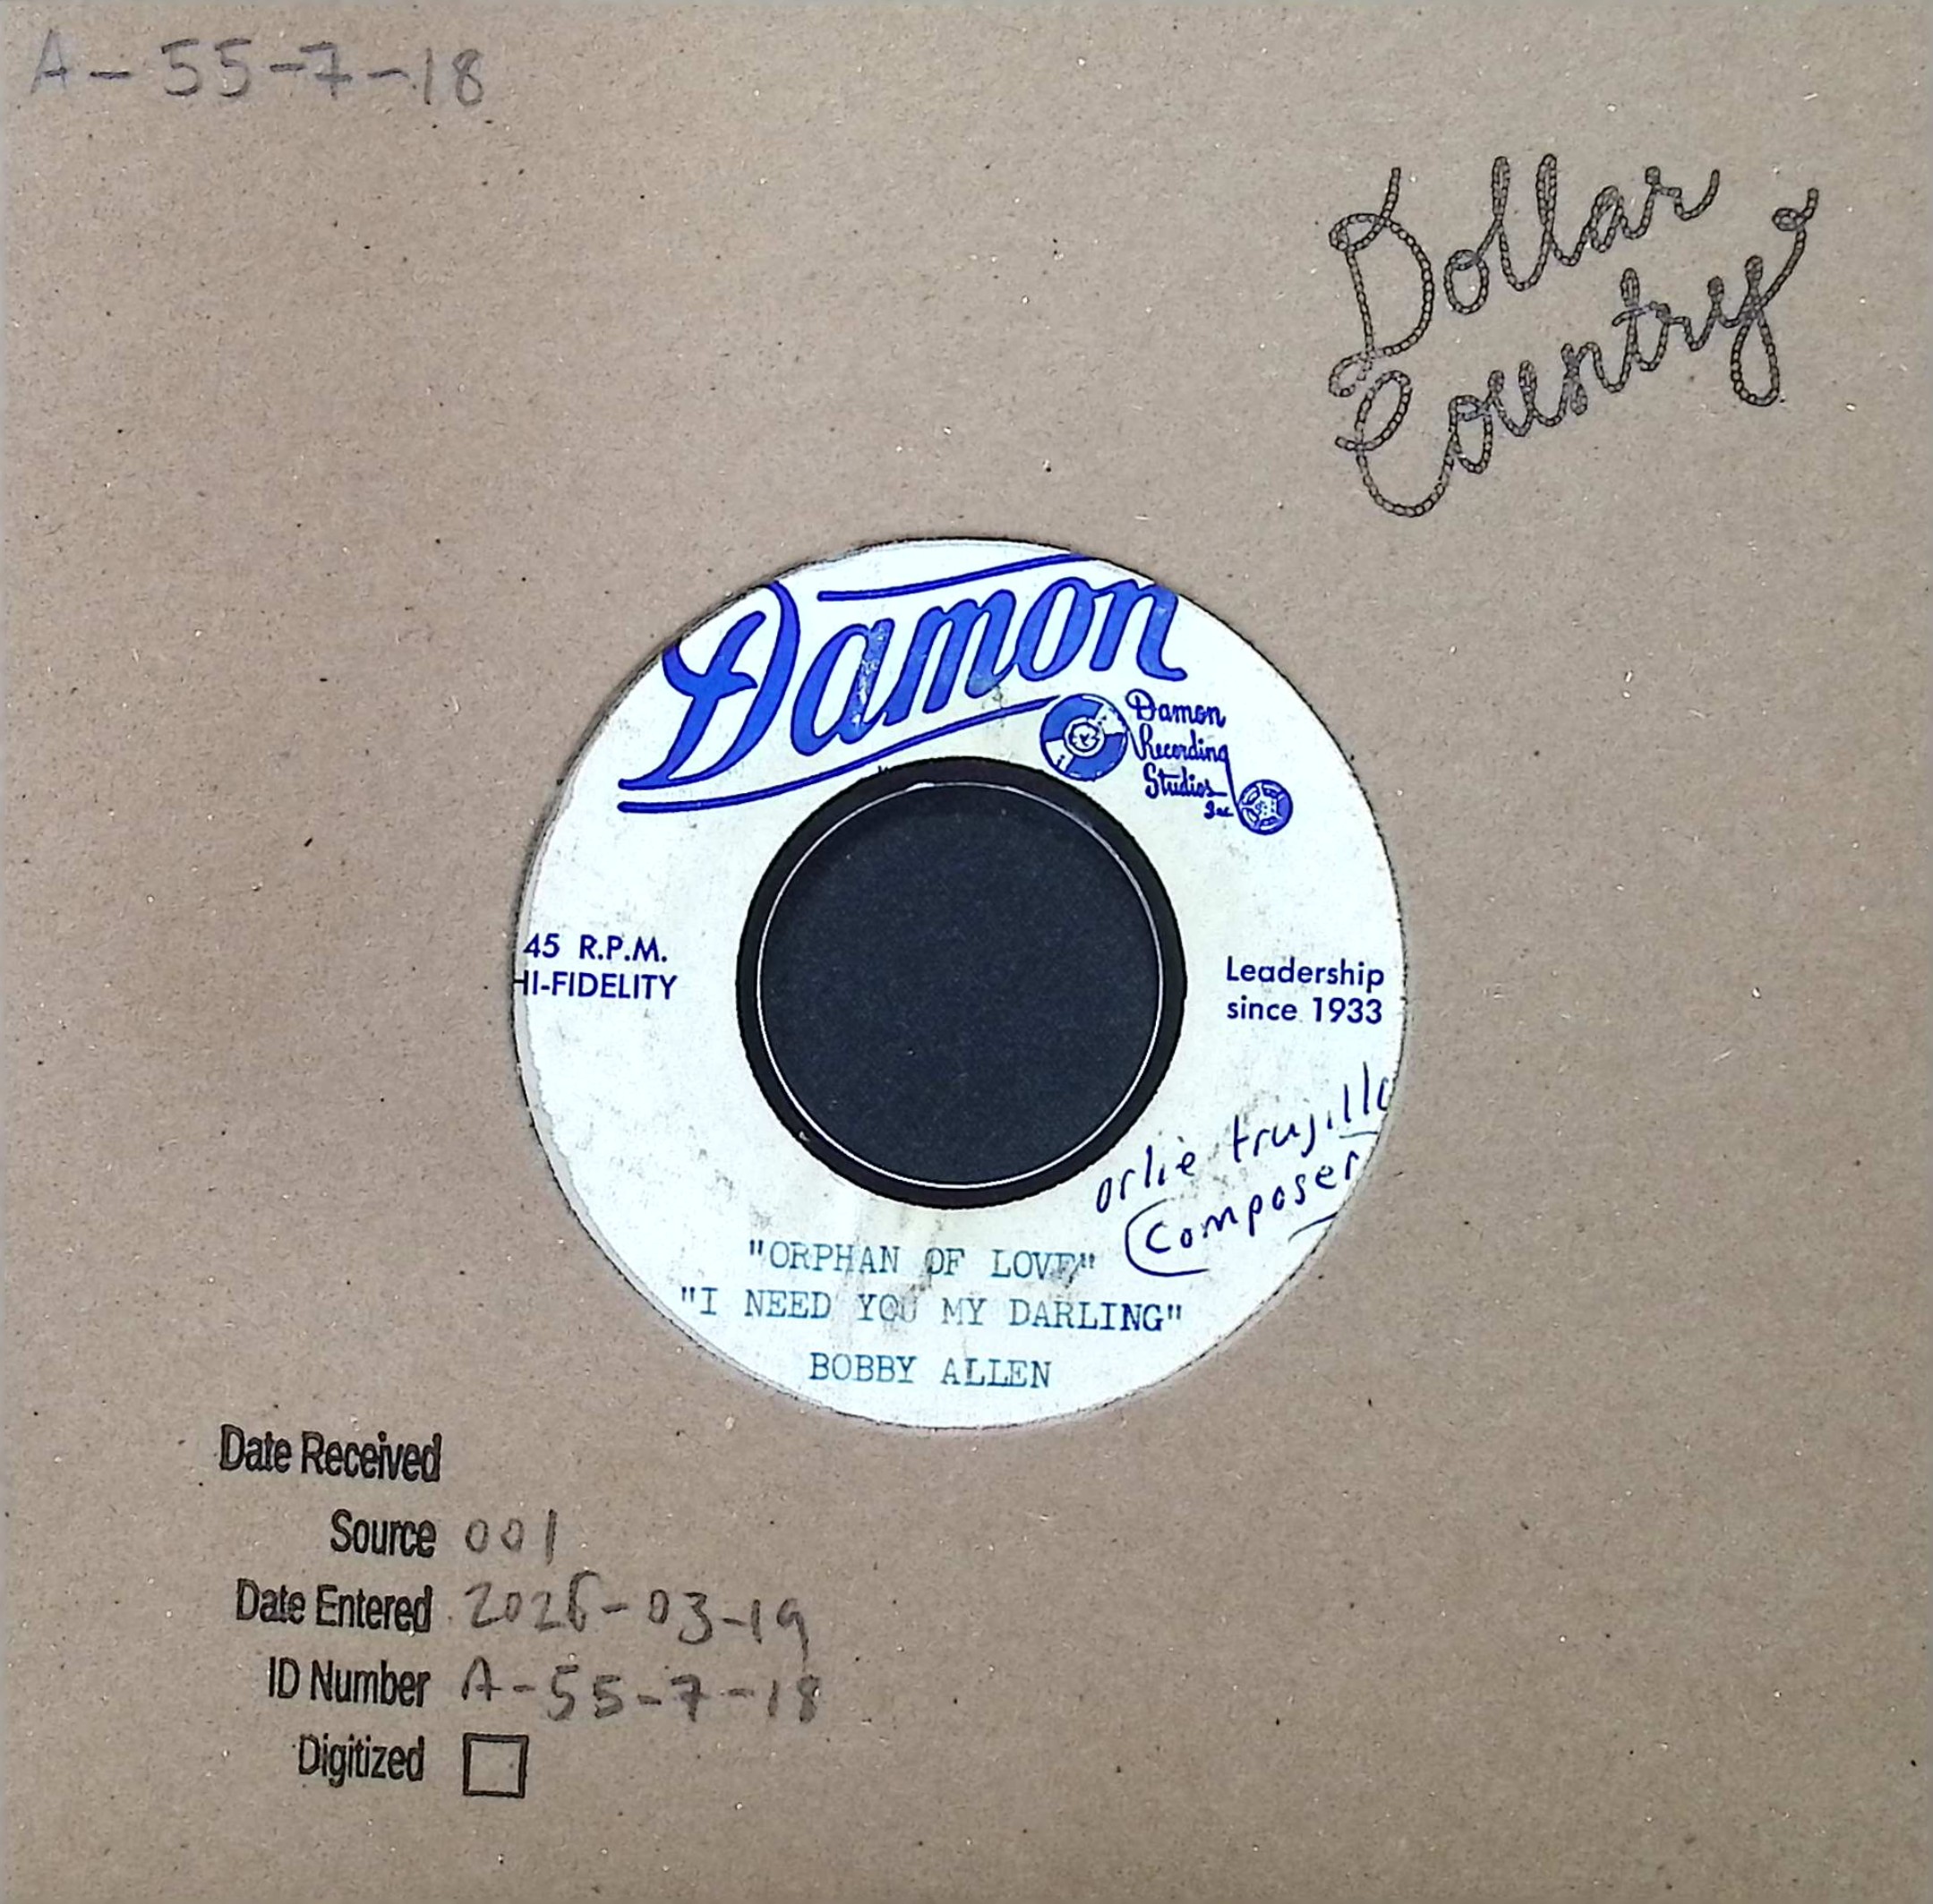 A-55-7-18
Dollar
Country
Damon
Damon
Recording
Studios
Inc
45 R.P.M.
HI-FIDELITY
Leadership
since 1933
orlie trujillo
Composer
"ORPHAN OF LOVE"
"I NEED YOU MY DARLING"
BOBBY ALLEN
Date Received
Source 001
Date Entered 2026-03-19
ID Number A-55-7-18
Digitized